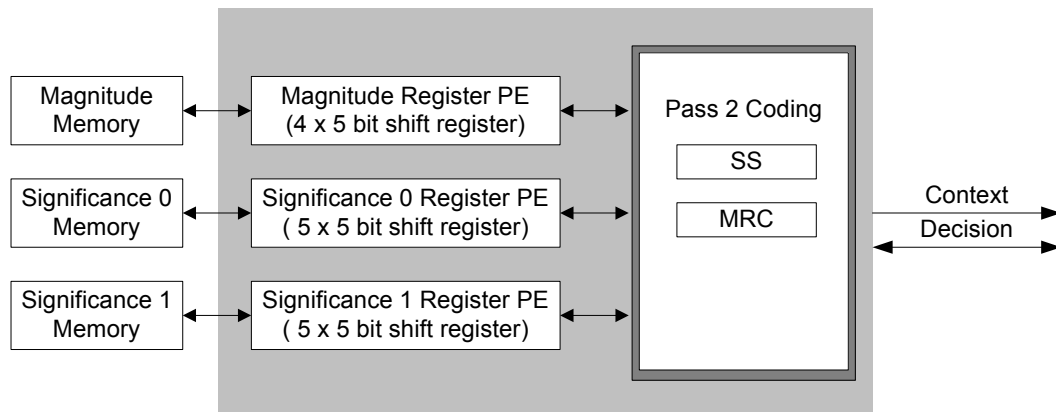 Magnitude
Memory
Magnitude Register PE
(4 x 5 bit shift register)
Significance 0
Memory
Significance 0 Register PE
( 5 x 5 bit shift register)
Significance 1
Memory
Significance 1 Register PE
( 5 x 5 bit shift register)
Pass 2 Coding
SS
MRC
Context
Decision